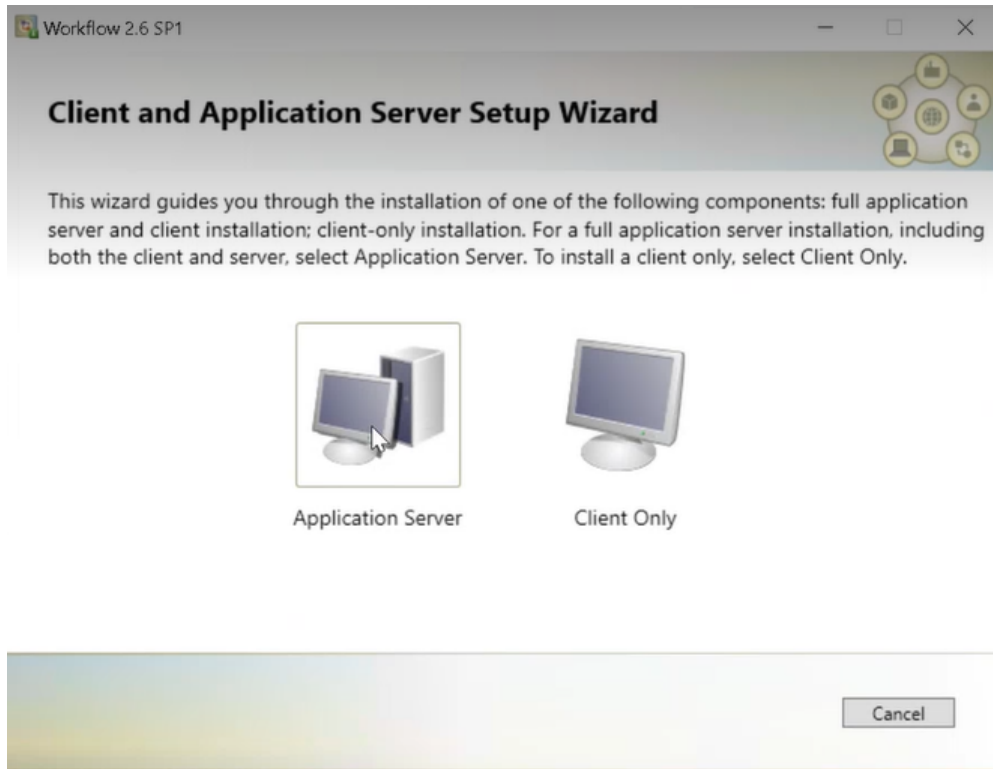 Workflow 2.6 SP1
Client and Application Server Setup Wizard
This wizard guides you through the installation of one of the following components: full application
server and client installation; client-only installation. For a full application server installation, including
both the client and server, select Application Server. To install a client only, select Client Only.
Application Server
Client Only
Cancel